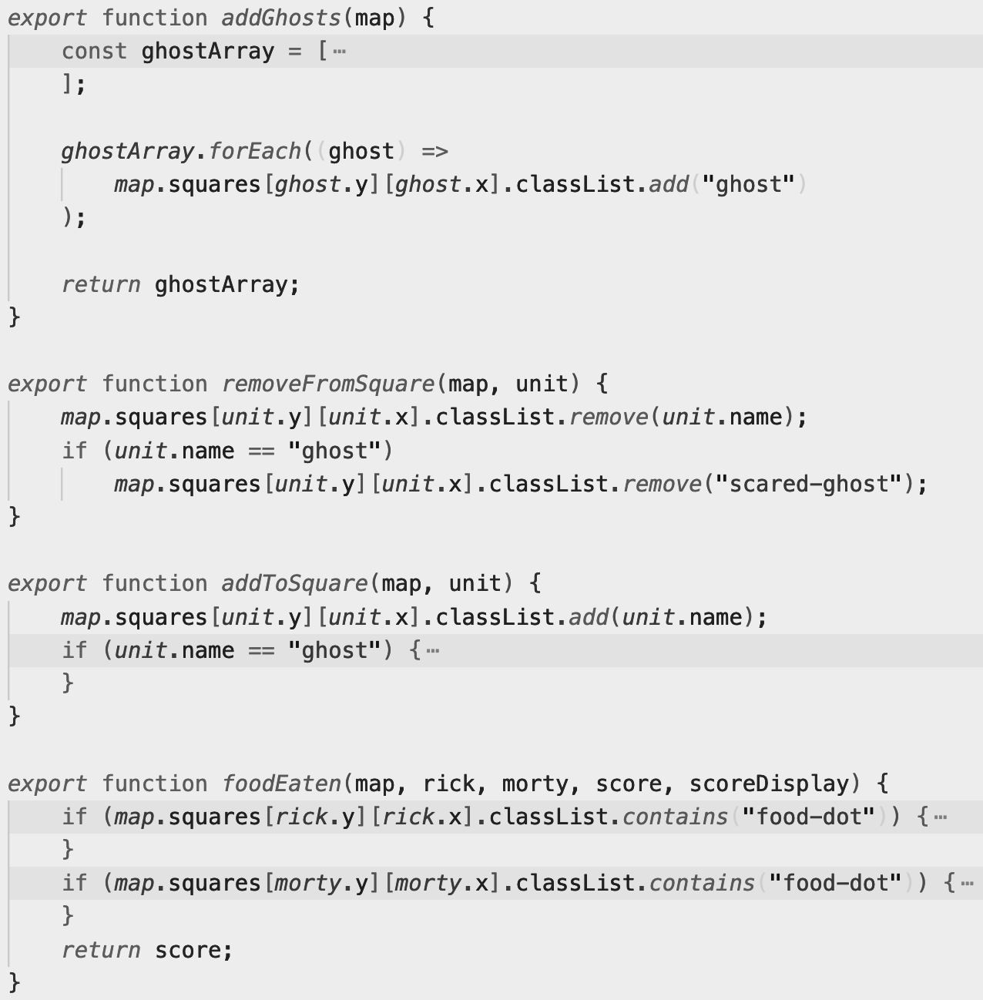 export function addGhosts(map) {
    const ghostArray = [⋯
    ];

    ghostArray.forEach((ghost) =>
        map.squares[ghost.y][ghost.x].classList.add("ghost")
    );

    return ghostArray;
}

export function removeFromSquare(map, unit) {
    map.squares[unit.y][unit.x].classList.remove(unit.name);
    if (unit.name == "ghost")
        map.squares[unit.y][unit.x].classList.remove("scared-ghost");
}

export function addToSquare(map, unit) {
    map.squares[unit.y][unit.x].classList.add(unit.name);
    if (unit.name == "ghost") {⋯
    }
}

export function foodEaten(map, rick, morty, score, scoreDisplay) {
    if (map.squares[rick.y][rick.x].classList.contains("food-dot")) {⋯
    }
    if (map.squares[morty.y][morty.x].classList.contains("food-dot")) {⋯
    }
    return score;
}